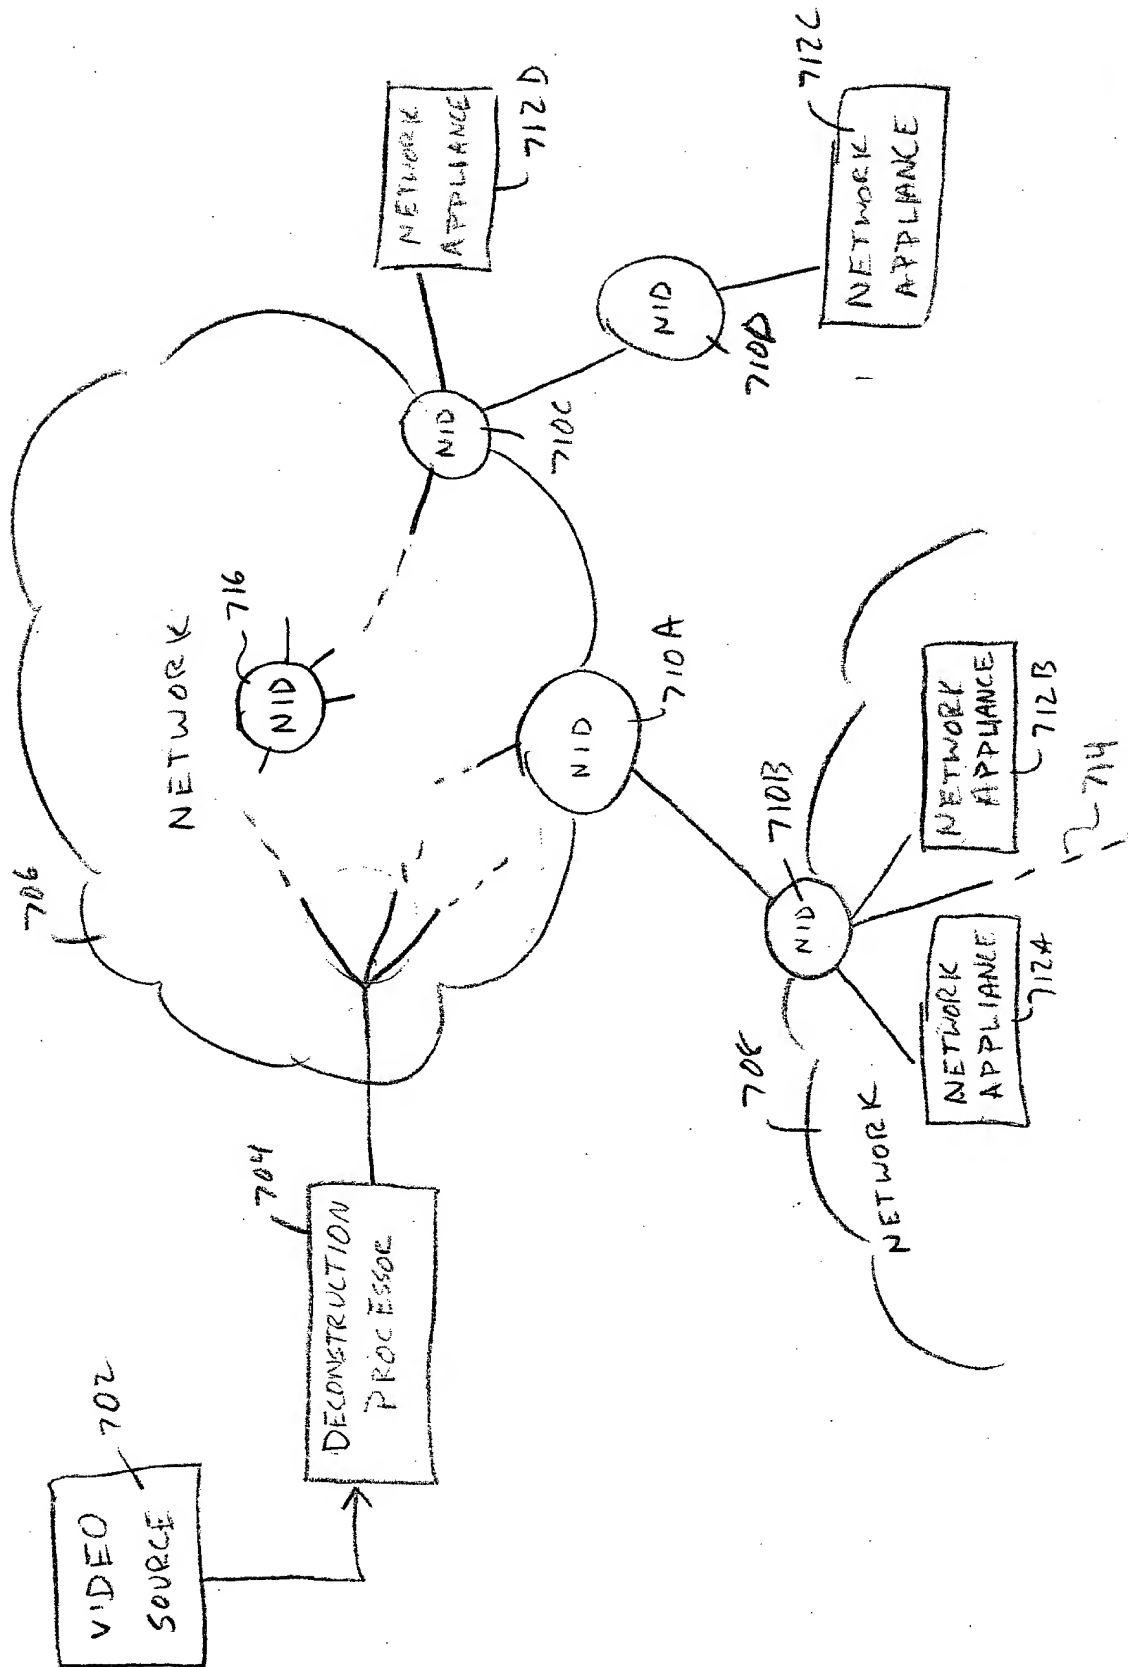 VIDEO
SOURCE
702
DECONSTRUCTION
PROCESSOR
704
706
NETWORK
NID
716
NID
710A
NID
710C
NETWORK
APPLIANCE
712D
NID
710D
NETWORK
APPLIANCE
712C
708
NETWORK
NID
710B
NETWORK
APPLIANCE
712A
NETWORK
APPLIANCE
712B
714